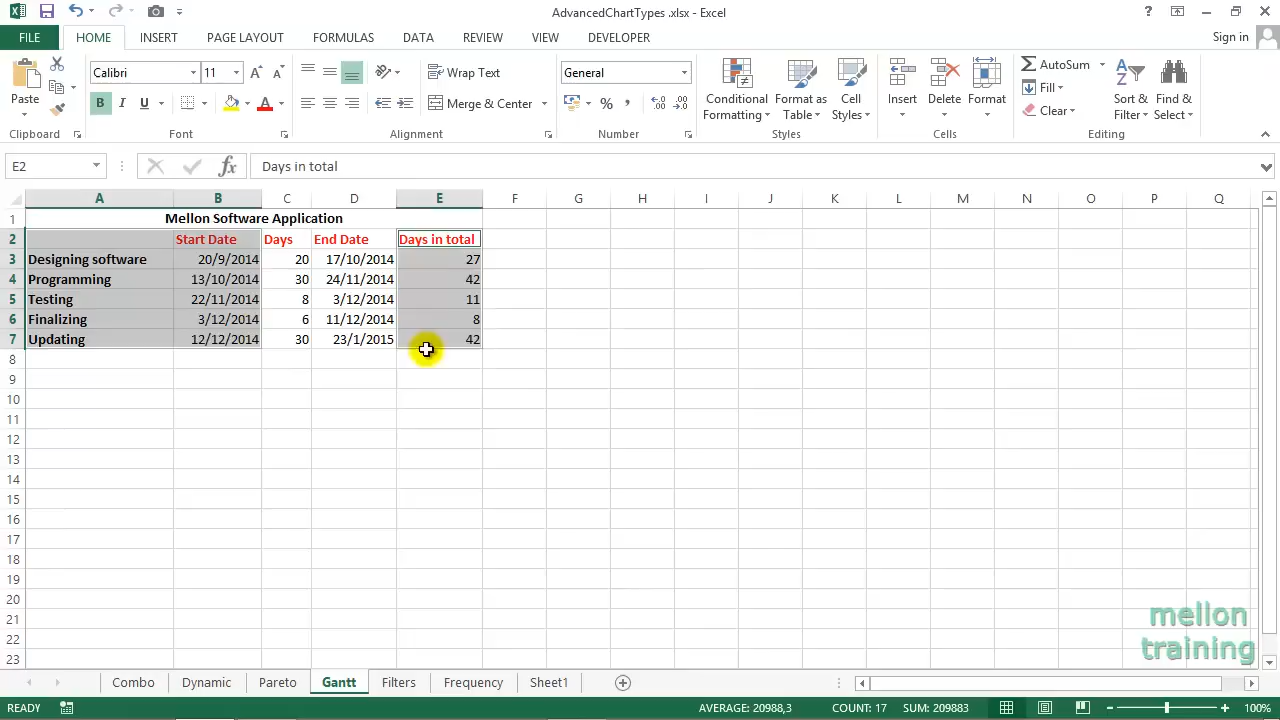 AdvancedChartTypes .xlsx - Excel
FILE HOME INSERT PAGE LAYOUT FORMULAS DATA REVIEW VIEW DEVELOPER Sign in
Paste Calibri 11 Wrap Text General Conditional Formatting Format as Table Cell Styles Insert Delete Format AutoSum Sort & Filter Find & Select
B I U Merge & Center % Fill Clear
Clipboard Font Alignment Number Styles Cells Editing
E2 fx Days in total
A B C D E F G H I J K L M N O P Q
1 Mellon Software Application
2 Start Date Days End Date Days in total
3 Designing software 20/9/2014 20 17/10/2014 27
4 Programming 13/10/2014 30 24/11/2014 42
5 Testing 22/11/2014 8 3/12/2014 11
6 Finalizing 3/12/2014 6 11/12/2014 8
7 Updating 12/12/2014 30 23/1/2015 42
8
9
10
11
12
13
14
15
16
17
18
19
20
21
22
23
mellon
training
Combo Dynamic Pareto Gantt Filters Frequency Sheet1
READY AVERAGE: 20988,3 COUNT: 17 SUM: 209883 100%